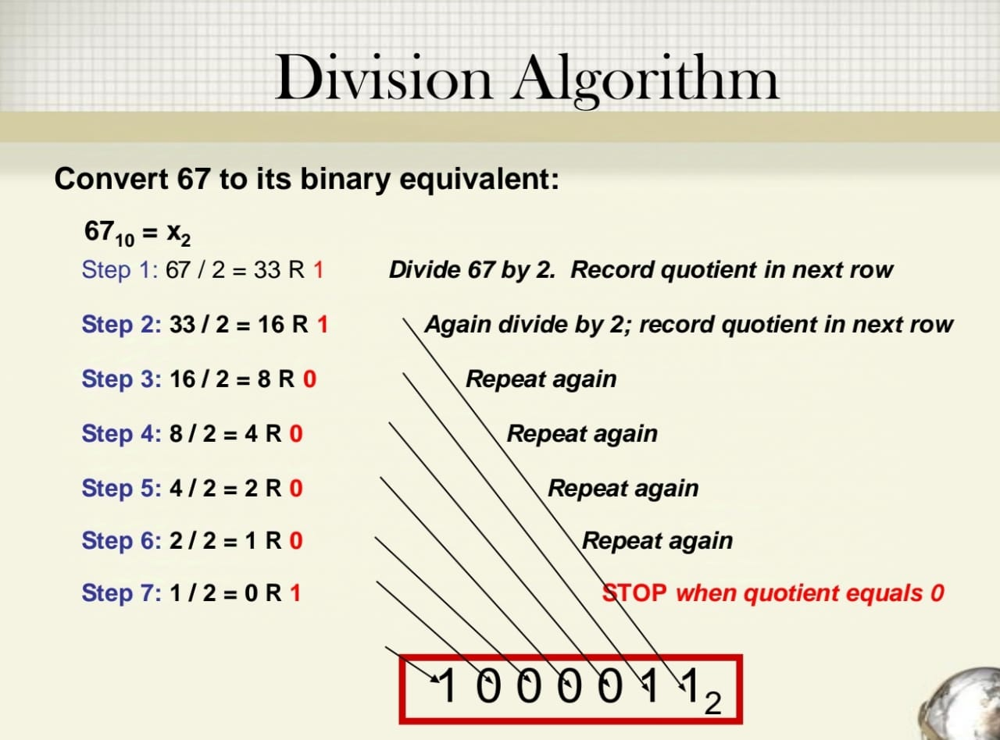 Division Algorithm
Convert 67 to its binary equivalent:
67₁₀ = x₂
Step 1: 67 / 2 = 33 R 1 Divide 67 by 2. Record quotient in next row
Step 2: 33 / 2 = 16 R 1 Again divide by 2; record quotient in next row
Step 3: 16 / 2 = 8 R 0 Repeat again
Step 4: 8 / 2 = 4 R 0 Repeat again
Step 5: 4 / 2 = 2 R 0 Repeat again
Step 6: 2 / 2 = 1 R 0 Repeat again
Step 7: 1 / 2 = 0 R 1 STOP when quotient equals 0
1 0 0 0 0 1 1₂